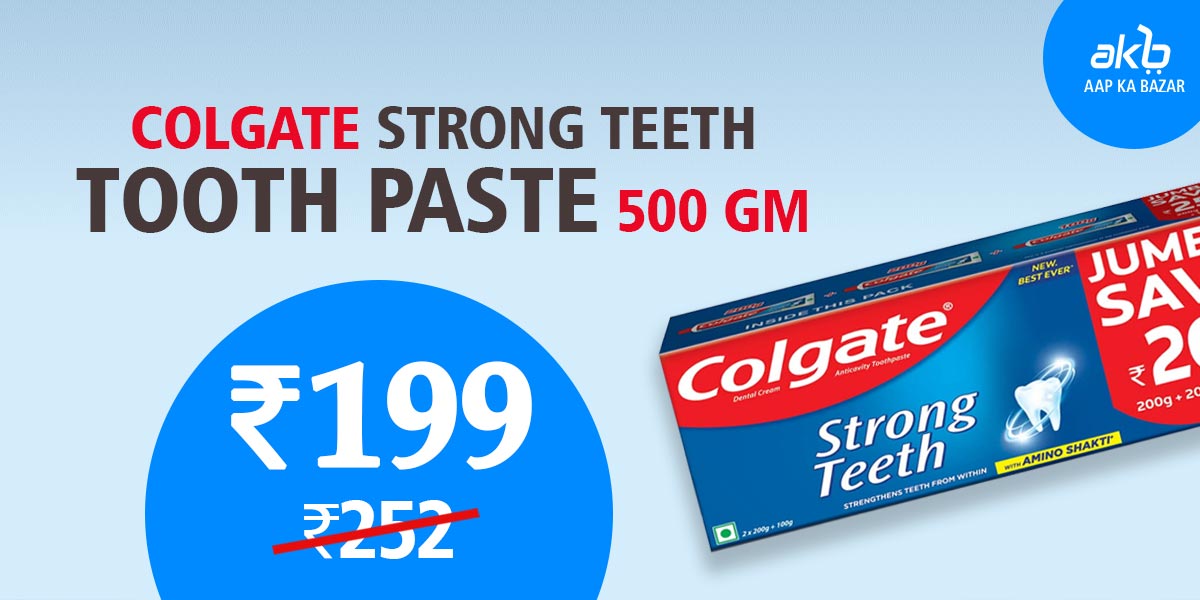 akb
AAP KA BAZAR
COLGATE STRONG TEETH
TOOTH PASTE 500 GM
₹199
₹252
INSIDE THIS PACK
Colgate®
Dental Cream
Anticavity Toothpaste
NEW.
BEST EVER*
Strong
Teeth
WITH AMINO SHAKTI*
STRENGTHENS TEETH FROM WITHIN
2 x 200g + 100g
₹
200g +